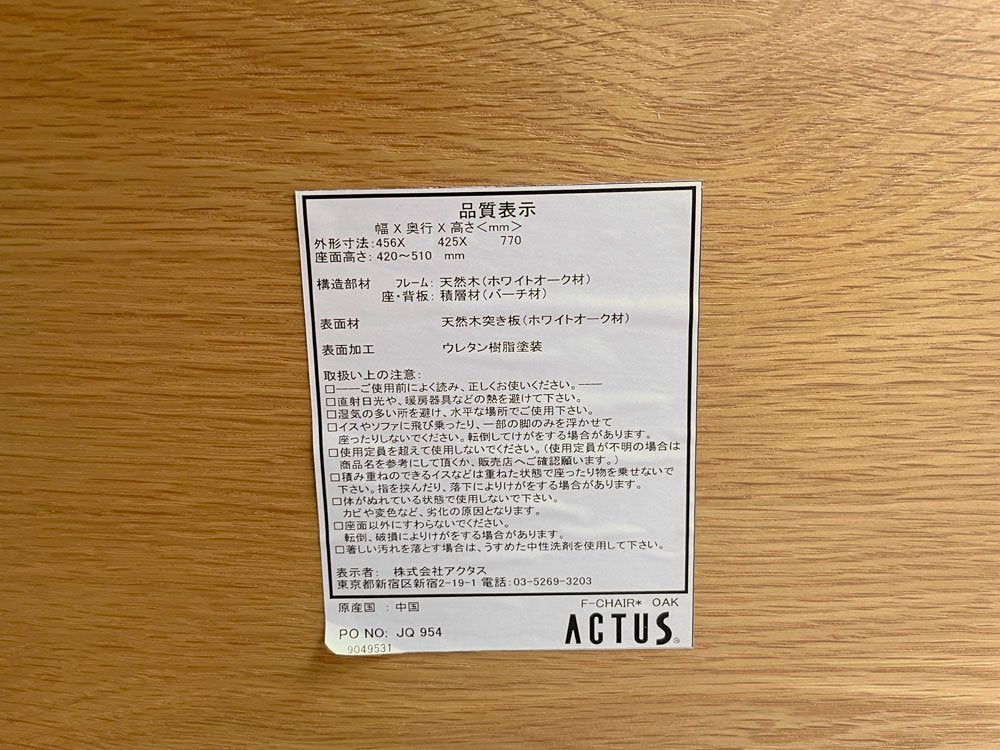 品質表示
幅 X 奥行 X 高さ<mm>
外形寸法:456X 425X 770
座面高さ: 420～510 mm
構造部材 フレーム: 天然木(ホワイトオーク材)
座・背板: 積層材(バーチ材)
表面材 天然木突き板(ホワイトオーク材)
表面加工 ウレタン樹脂塗装
取扱い上の注意:
□----ご使用前によく読み、正しくお使いください。----
□直射日光や、暖房器具などの熱を避けて下さい。
□湿気の多い所を避け、水平な場所でご使用下さい。
□イスやソファに飛び乗ったり、一部の脚のみを浮かせて
座ったりしないでください。転倒してけがをする場合があります。
□使用定員を超えて使用しないでください。(使用定員が不明の場合は
商品名を参考にして頂くか、販売店へご確認願います。)
□積み重ねのできるイスなどは重ねた状態で座ったり物を乗せないで
下さい。指を挟んだり、落下によりけがをする場合があります。
□体がぬれている状態で使用しないで下さい。
カビや変色など、劣化の原因となります。
□座面以外にすわらないでください。
転倒、破損によりけがをする場合があります。
□著しい汚れを落とす場合は、うすめた中性洗剤を使用して下さい。
表示者: 株式会社アクタス
東京都新宿区新宿2-19-1 電話:03-5269-3203
原産国 : 中国
F-CHAIR* OAK
PO NO: JQ 954
ACTUS®
9049531